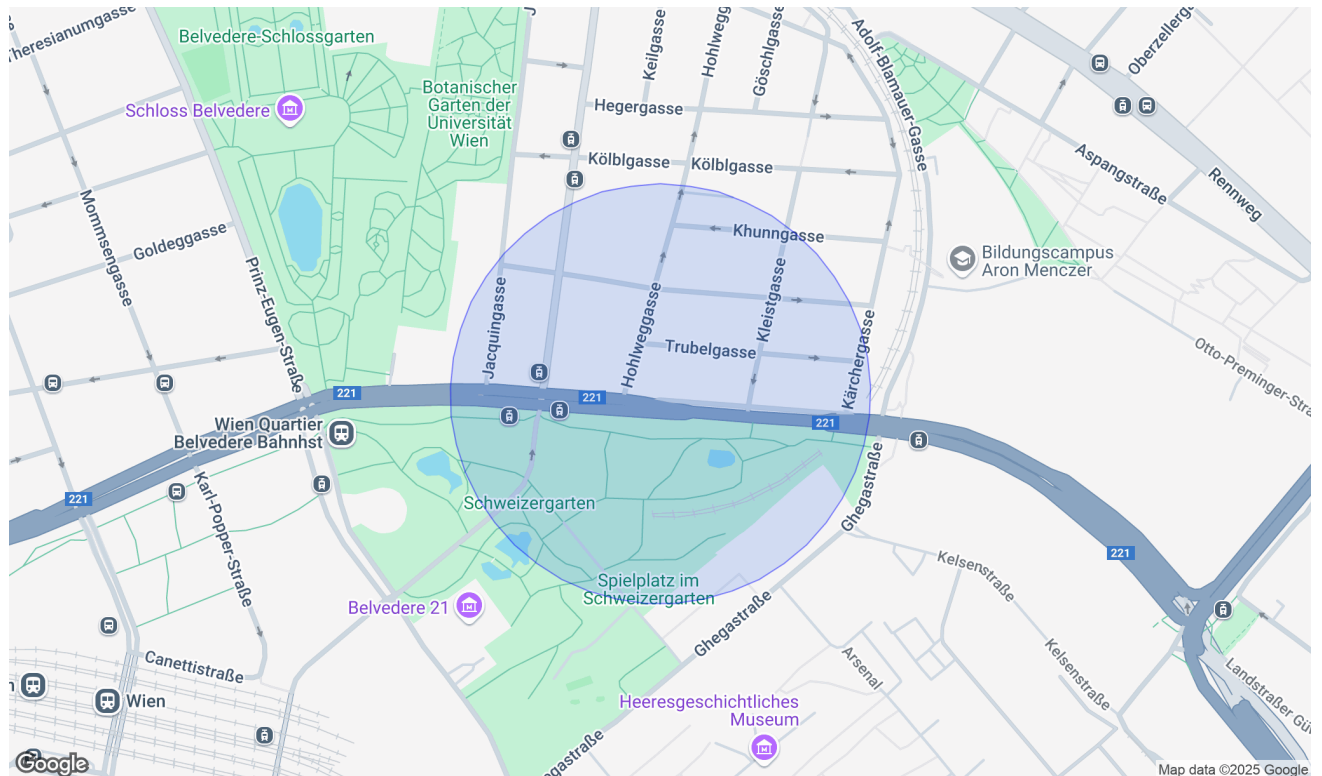 Theresianumgasse
Belvedere-Schlossgarten
Keilgasse
Hohlwegg
Göschlgasse
Adolf-Blamauer-Gasse
Oberzellerg
Schloss Belvedere
Botanischer
Garten der
Universität
Wien
Hegergasse
Kölblgasse
Kölblgasse
Aspangstraße
Rennweg
Mommsengasse
Goldeggasse
Prinz-Eugen-Straße
Khunngasse
Bildungscampus
Aron Menczer
Jacquingasse
Hohlweggasse
Kleistgasse
Trubelgasse
Kärchergasse
Otto-Preminger-Stra
221
221
221
Wien Quartier
Belvedere Bahnhst
221
Karl-Popper-Straße
Schweizergarten
Ghegastraße
221
Kelsenstraße
Spielplatz im
Schweizergarten
Belvedere 21
Ghegastraße
Canettistraße
Arsenal
Kelsenstraße
Landstraßer Gü
n
Wien
Heeresgeschichtliches
Museum
egastraße
Google
Map data ©2025 Google